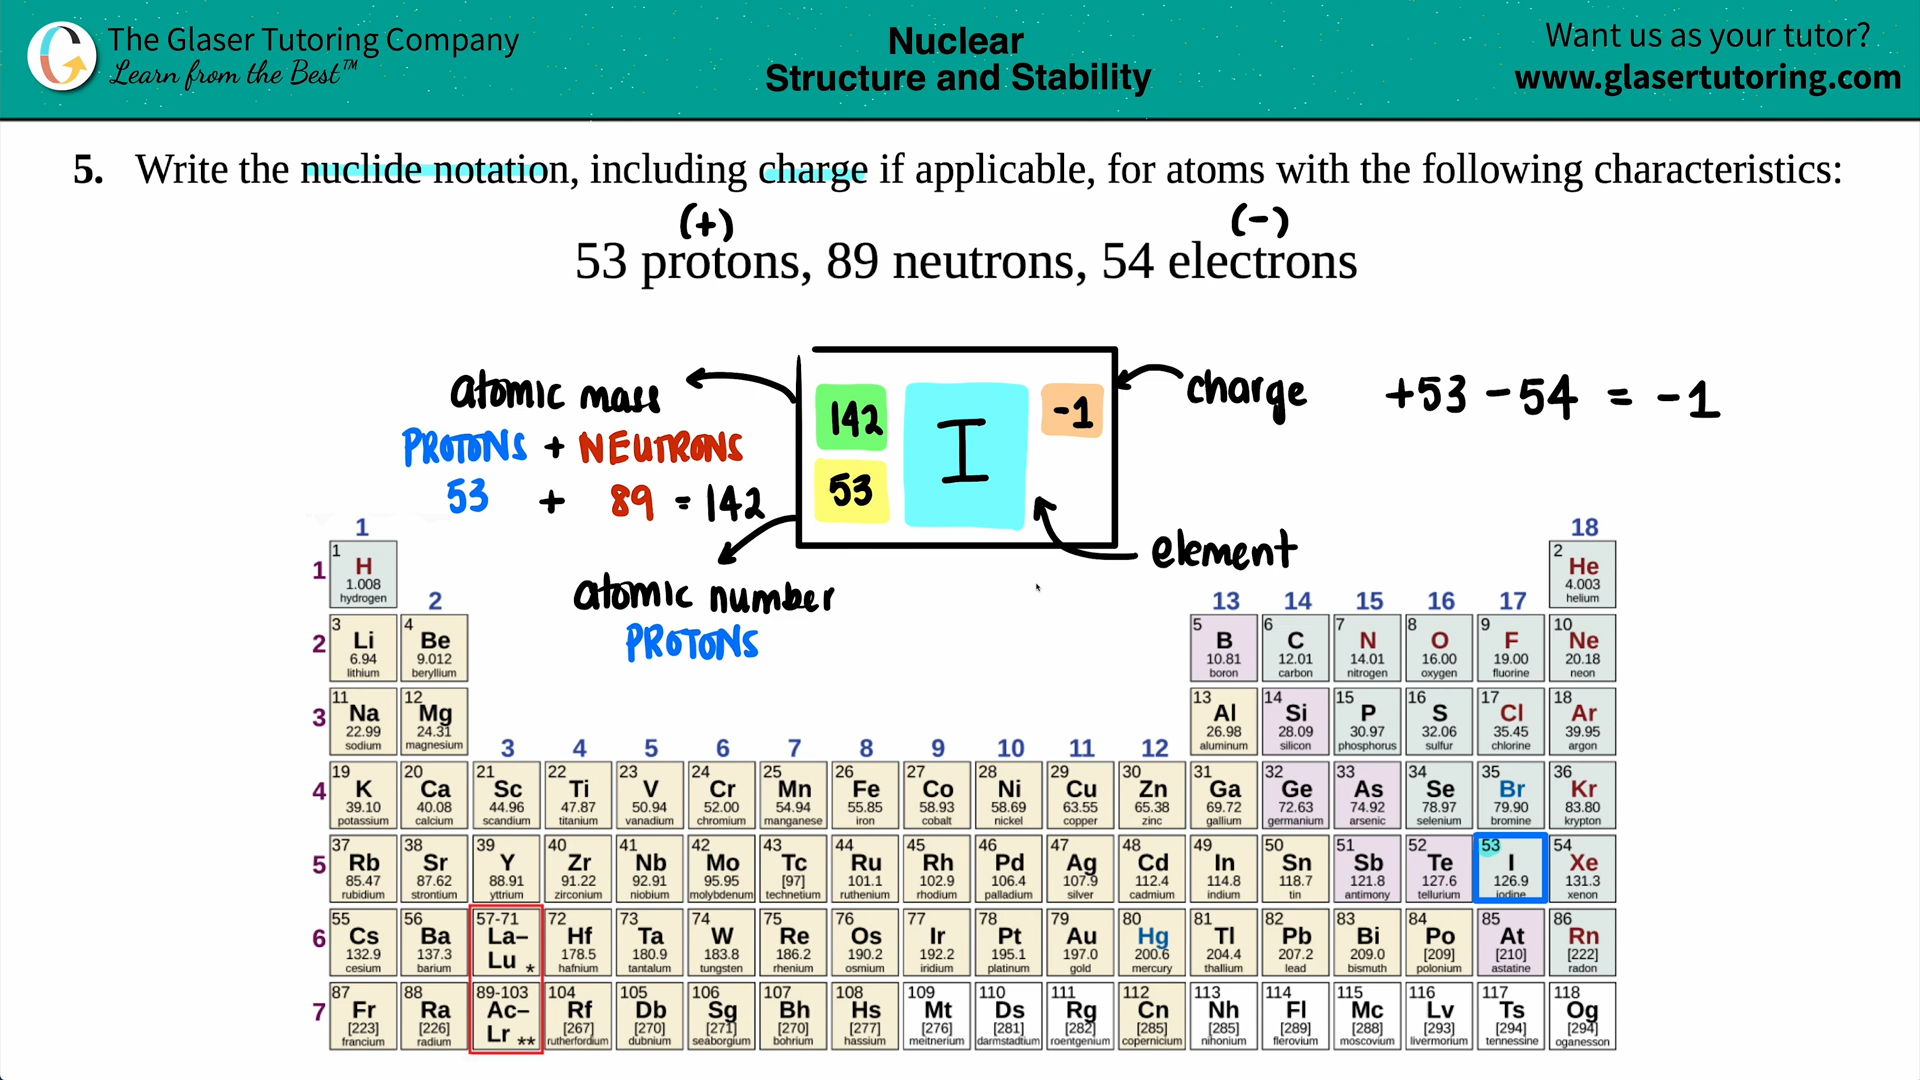 The Glaser Tutoring Company
Learn from the Best™
Nuclear
Structure and Stability
Want us as your tutor?
www.glasertutoring.com
5. Write the nuclide notation, including charge if applicable, for atoms with the following characteristics:
(+) (-)
53 protons, 89 neutrons, 54 electrons
atomic mass
PROTONS + NEUTRONS
53 + 89 = 142
142 I -1
53
charge +53 -54 = -1
element
atomic number
PROTONS
1 18
1 2
1 H He
1.008 4.003
hydrogen helium
2 13 14 15 16 17
3 4 5 6 7 8 9 10
2 Li Be B C N O F Ne
6.94 9.012 10.81 12.01 14.01 16.00 19.00 20.18
lithium beryllium boron carbon nitrogen oxygen fluorine neon
11 12 13 14 15 16 17 18
3 Na Mg Al Si P S Cl Ar
22.99 24.31 26.98 28.09 30.97 32.06 35.45 39.95
sodium magnesium aluminum silicon phosphorus sulfur chlorine argon
3 4 5 6 7 8 9 10 11 12
19 20 21 22 23 24 25 26 27 28 29 30 31 32 33 34 35 36
4 K Ca Sc Ti V Cr Mn Fe Co Ni Cu Zn Ga Ge As Se Br Kr
39.10 40.08 44.96 47.87 50.94 52.00 54.94 55.85 58.93 58.69 63.55 65.38 69.72 72.63 74.92 78.97 79.90 83.80
potassium calcium scandium titanium vanadium chromium manganese iron cobalt nickel copper zinc gallium germanium arsenic selenium bromine krypton
37 38 39 40 41 42 43 44 45 46 47 48 49 50 51 52 53 54
5 Rb Sr Y Zr Nb Mo Tc Ru Rh Pd Ag Cd In Sn Sb Te I Xe
85.47 87.62 88.91 91.22 92.91 95.95 [97] 101.1 102.9 106.4 107.9 112.4 114.8 118.7 121.8 127.6 126.9 131.3
rubidium strontium yttrium zirconium niobium molybdenum technetium ruthenium rhodium palladium silver cadmium indium tin antimony tellurium iodine xenon
55 56 57-71 72 73 74 75 76 77 78 79 80 81 82 83 84 85 86
6 Cs Ba La– Hf Ta W Re Os Ir Pt Au Hg Tl Pb Bi Po At Rn
132.9 137.3 Lu * 178.5 180.9 183.8 186.2 190.2 192.2 195.1 197.0 200.6 204.4 207.2 209.0 [209] [210] [222]
cesium barium hafnium tantalum tungsten rhenium osmium iridium platinum gold mercury thallium lead bismuth polonium astatine radon
87 88 89-103 104 105 106 107 108 109 110 111 112 113 114 115 116 117 118
7 Fr Ra Ac– Rf Db Sg Bh Hs Mt Ds Rg Cn Nh Fl Mc Lv Ts Og
[223] [226] Lr ** [267] [270] [271] [270] [277] [276] [281] [282] [285] [285] [289] [288] [293] [294] [294]
francium radium rutherfordium dubnium seaborgium bohrium hassium meitnerium darmstadtium roentgenium copernicium nihonium flerovium moscovium livermorium tennessine oganesson